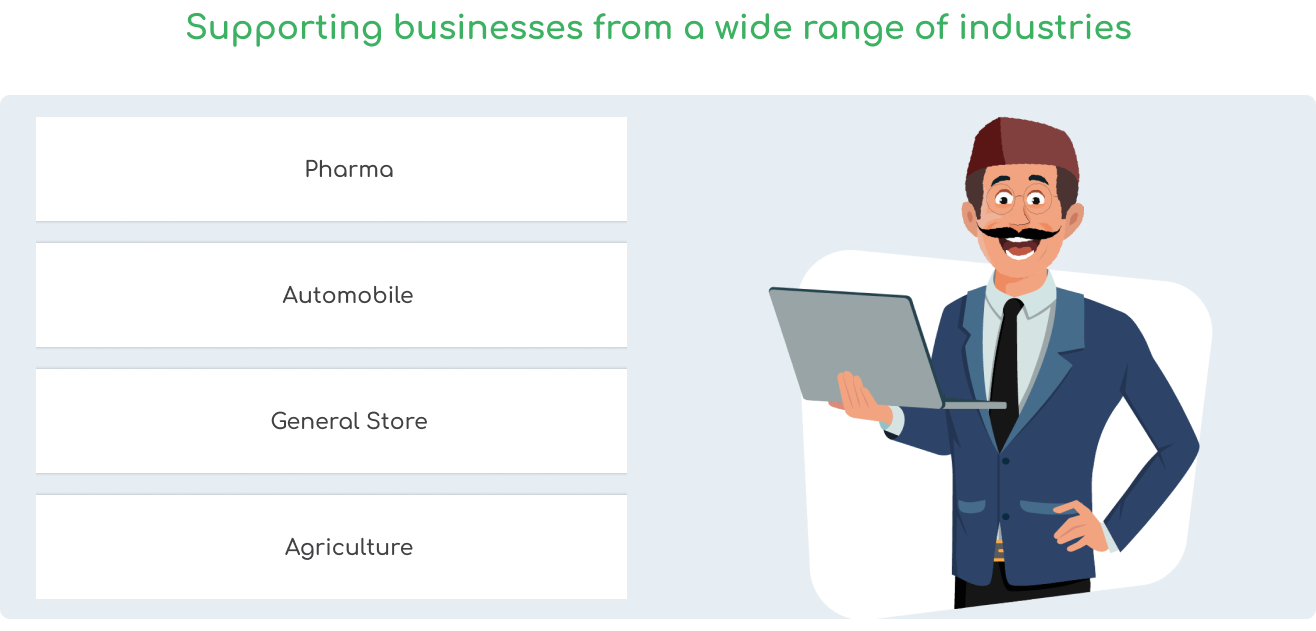 Supporting businesses from a wide range of industries
Pharma
Automobile
General Store
Agriculture